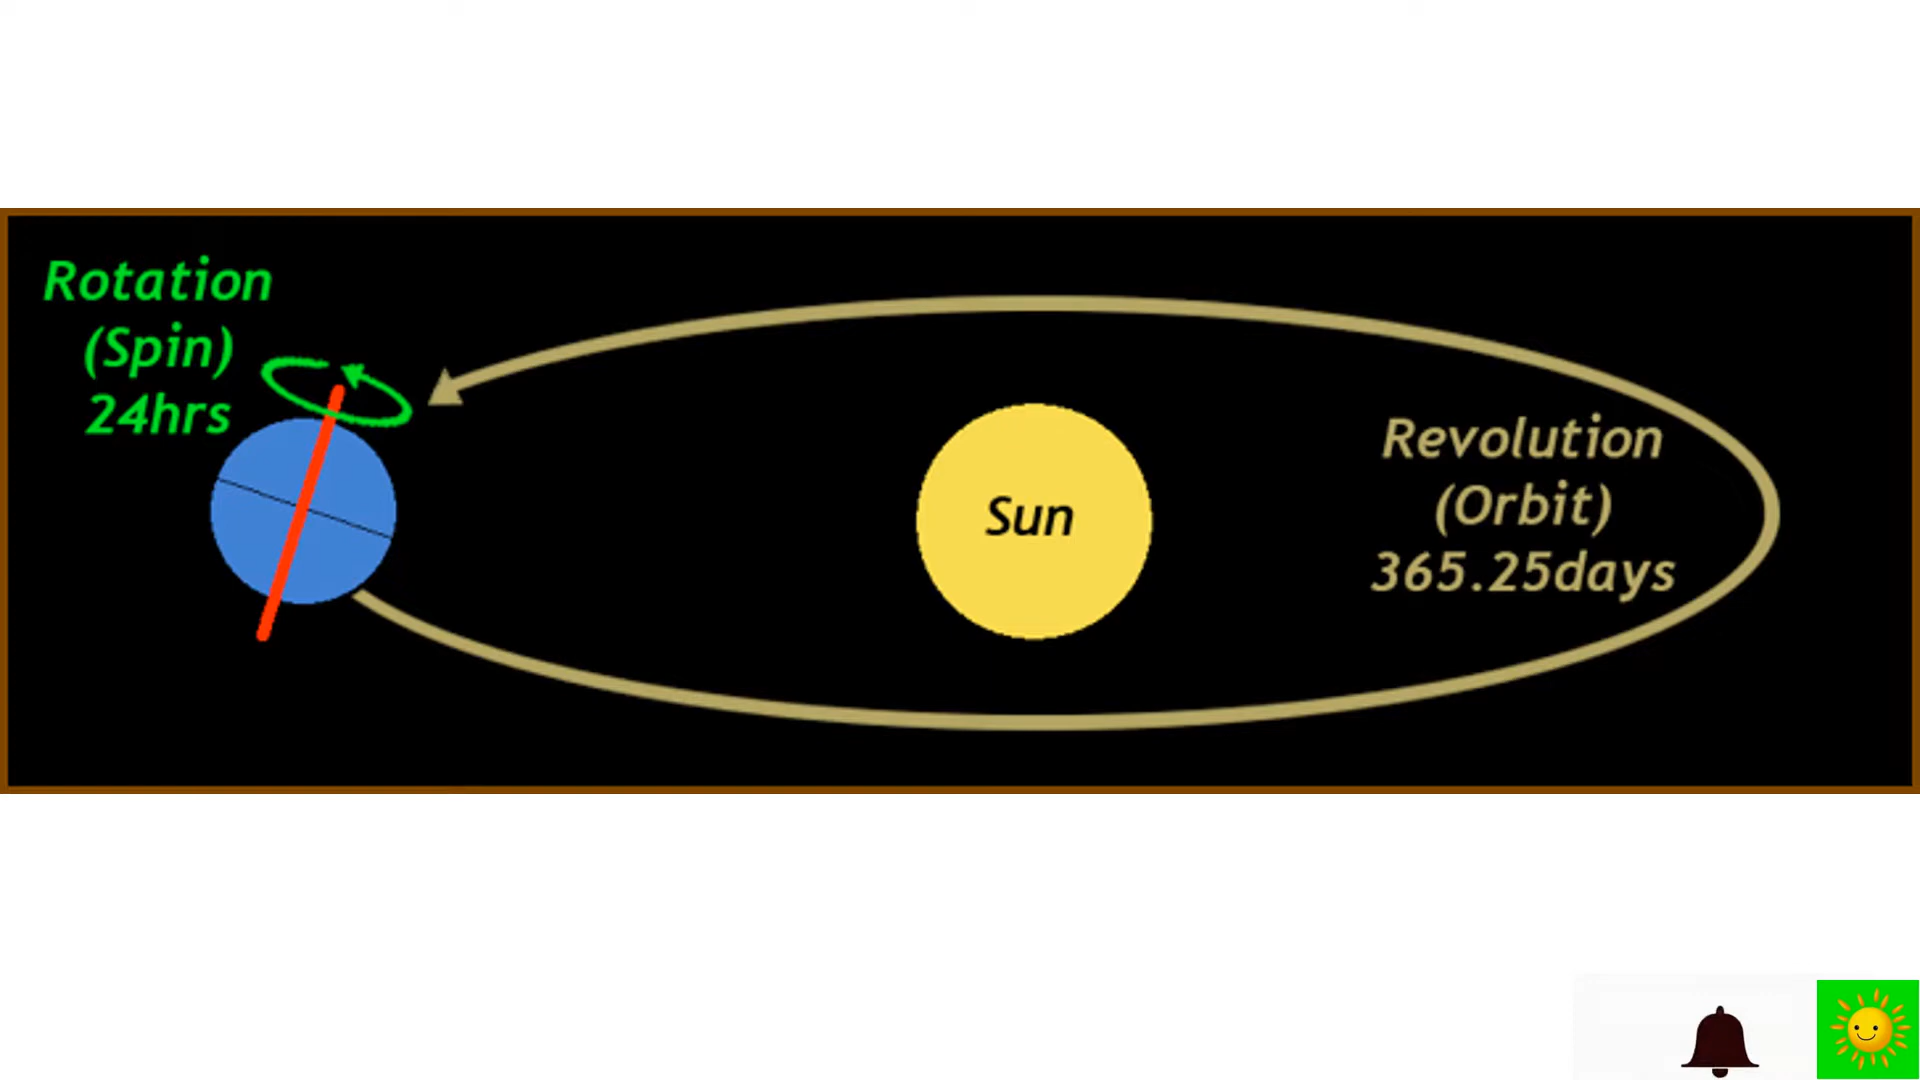 Rotation
(Spin)
24hrs
Sun
Revolution
(Orbit)
365.25days